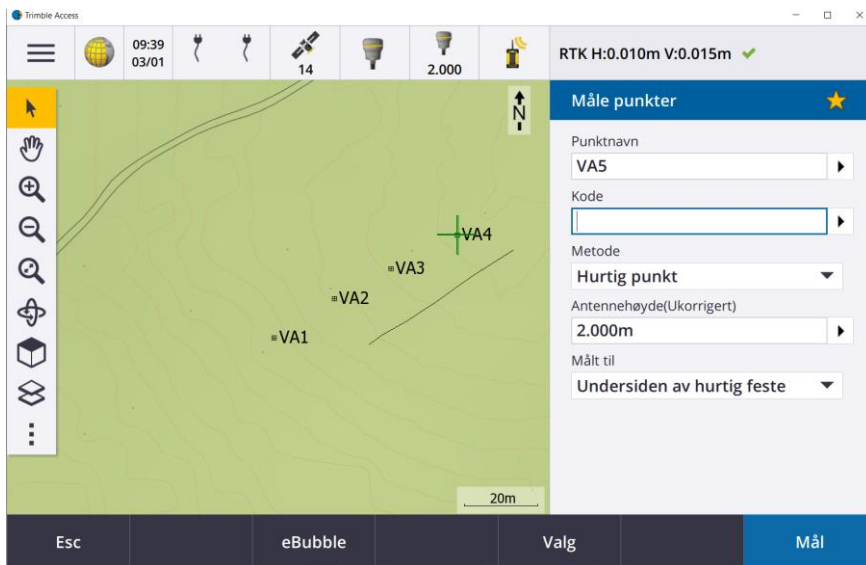 Trimble Access
09:39
03/01
14
2.000
RTK H:0.010m V:0.015m
N
Måle punkter
Punktnavn
VA5
Kode
Metode
Hurtig punkt
Antennehøyde(Ukorrigert)
2.000m
Målt til
Undersiden av hurtig feste
VA4
VA3
VA2
VA1
20m
Esc
eBubble
Valg
Mål